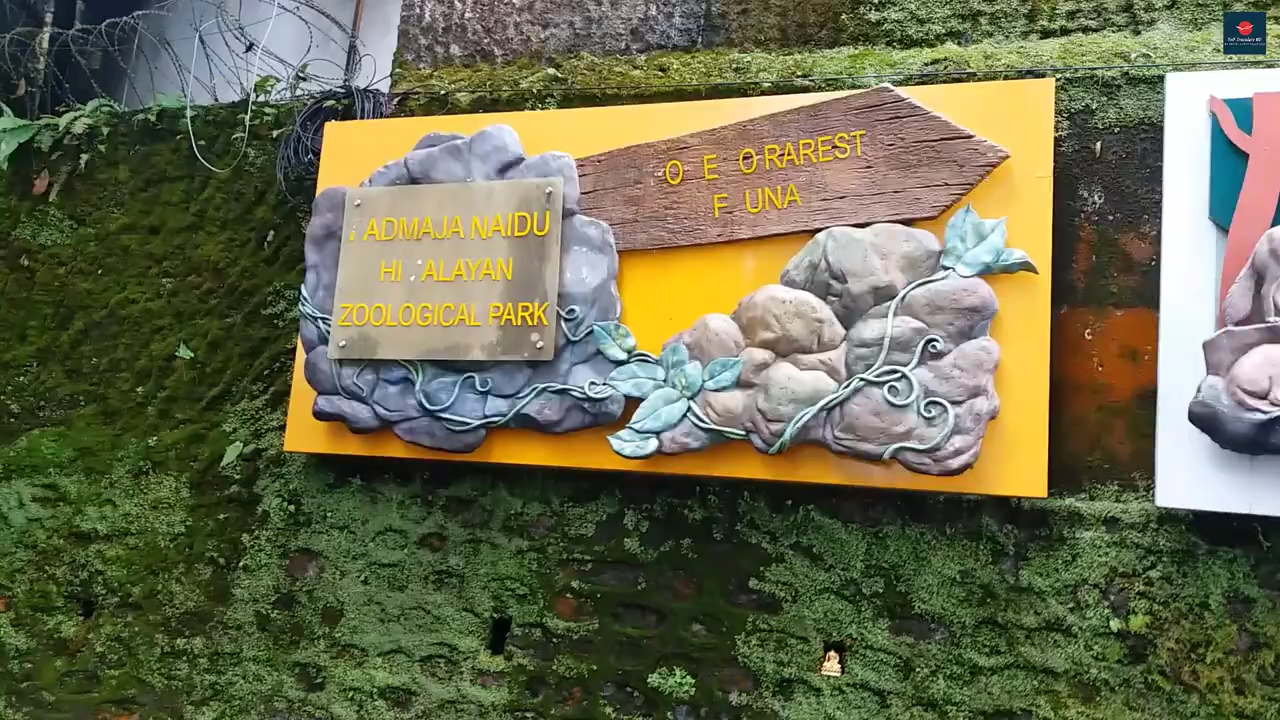 ADMAJA NAIDU
HI ALAYAN
ZOOLOGICAL PARK
O E O RAREST
F UNA